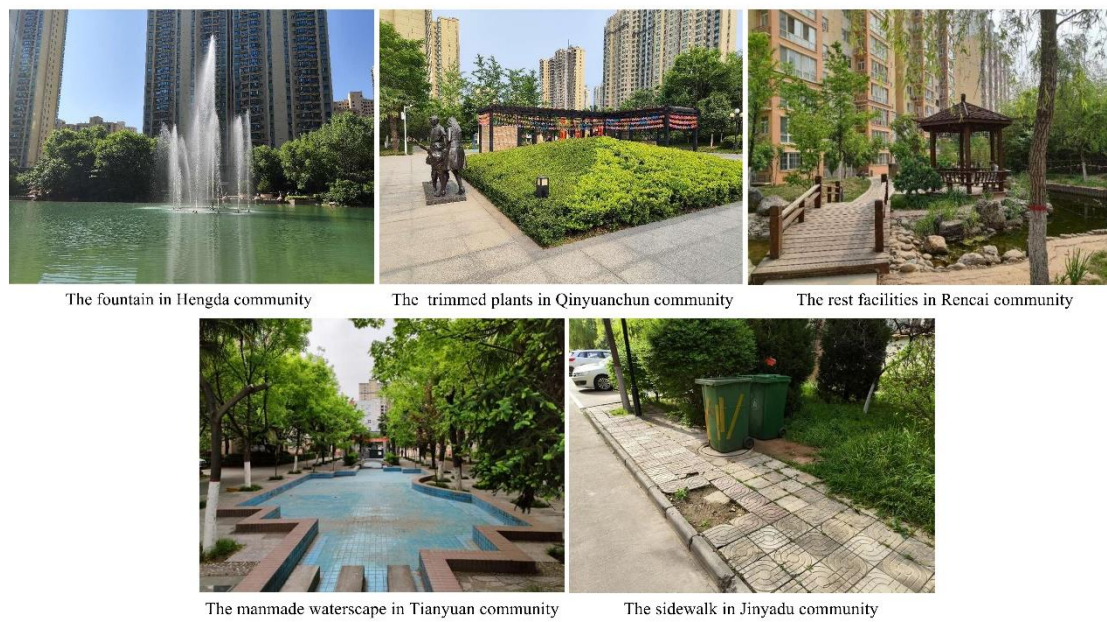 The fountain in Hengda community
The trimmed plants in Qinyuanchun community
The rest facilities in Rencai community
The manmade waterscape in Tianyuan community
The sidewalk in Jinyadu community